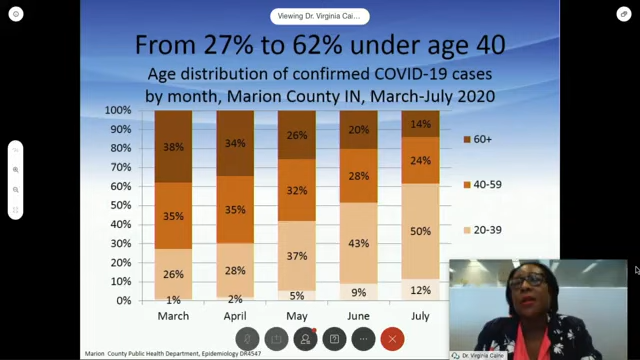 Viewing Dr. Virginia Cain...
From 27% to 62% under age 40
Age distribution of confirmed COVID-19 cases
by month, Marion County IN, March-July 2020
100%
90%
80%
70%
60%
50%
40%
30%
20%
10%
0%
38% 34% 26% 20% 14%
35% 35% 32% 28% 24%
26% 28% 37% 43% 50%
1% 2% 5% 9% 12%
March April May June July
60+
40-59
20-39
Marion County Public Health Department, Epidemiology DR4547
Dr. Virginia Caine